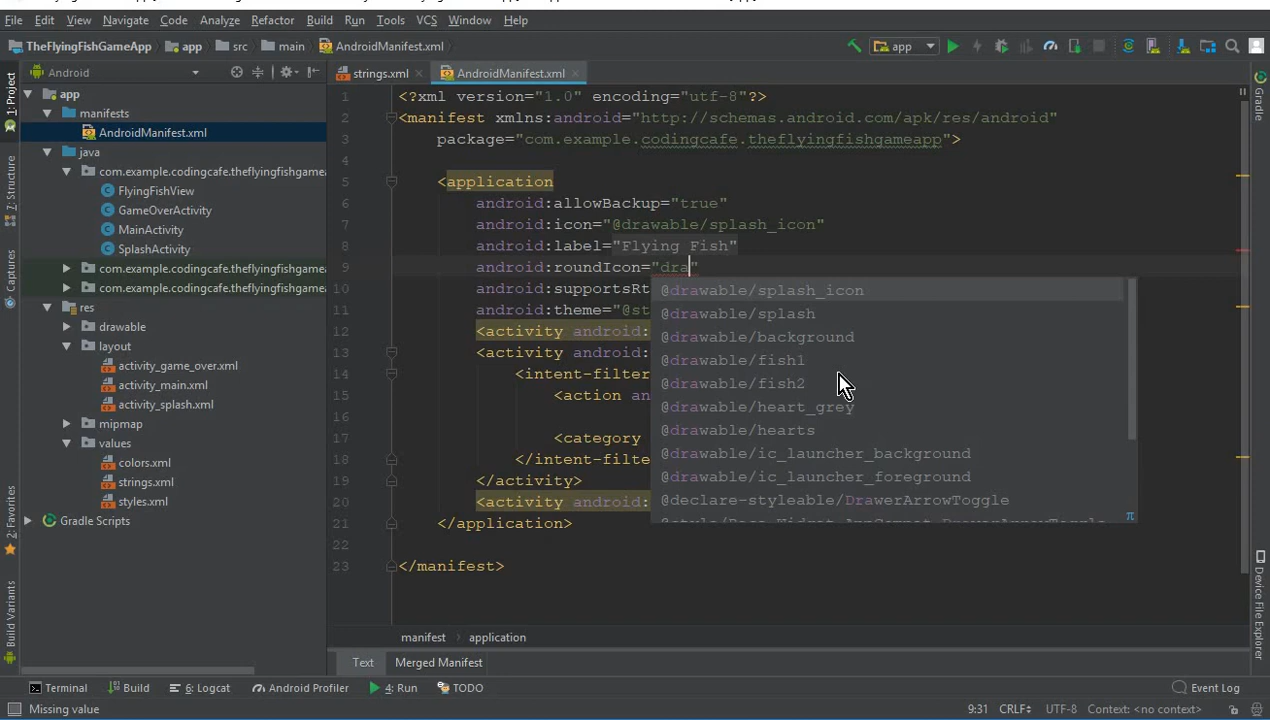 File Edit View Navigate Code Analyze Refactor Build Run Tools VCS Window Help
TheFlyingFishGameApp app src main AndroidManifest.xml app
Android strings.xml AndroidManifest.xml
1: Project
7: Structure
Captures
2: Favorites
Build Variants
app
manifests
AndroidManifest.xml
java
com.example.codingcafe.theflyingfishgamea
FlyingFishView
GameOverActivity
MainActivity
SplashActivity
com.example.codingcafe.theflyingfishgamea
com.example.codingcafe.theflyingfishgamea
res
drawable
layout
activity_game_over.xml
activity_main.xml
activity_splash.xml
mipmap
values
colors.xml
strings.xml
styles.xml
Gradle Scripts
1 <?xml version="1.0" encoding="utf-8"?>
2 <manifest xmlns:android="http://schemas.android.com/apk/res/android"
3 package="com.example.codingcafe.theflyingfishgameapp">
4
5 <application
6 android:allowBackup="true"
7 android:icon="@drawable/splash_icon"
8 android:label="Flying Fish"
9 android:roundIcon="dra"
10 android:supportsRt
11 android:theme="@st
12 <activity android:
13 <activity android:
14 <intent-filter
15 <action an
16
17 <category
18 </intent-filte
19 </activity>
20 <activity android:
21 </application>
22
23 </manifest>
@drawable/splash_icon
@drawable/splash
@drawable/background
@drawable/fish1
@drawable/fish2
@drawable/heart_grey
@drawable/hearts
@drawable/ic_launcher_background
@drawable/ic_launcher_foreground
@declare-styleable/DrawerArrowToggle
@style/Base.Widget.AppCompat.DrawerArrowToggle
π
Gradle
Device File Explorer
manifest application
Text Merged Manifest
Terminal Build 6: Logcat Android Profiler 4: Run TODO Event Log
Missing value 9:31 CRLF UTF-8 Context: <no context>